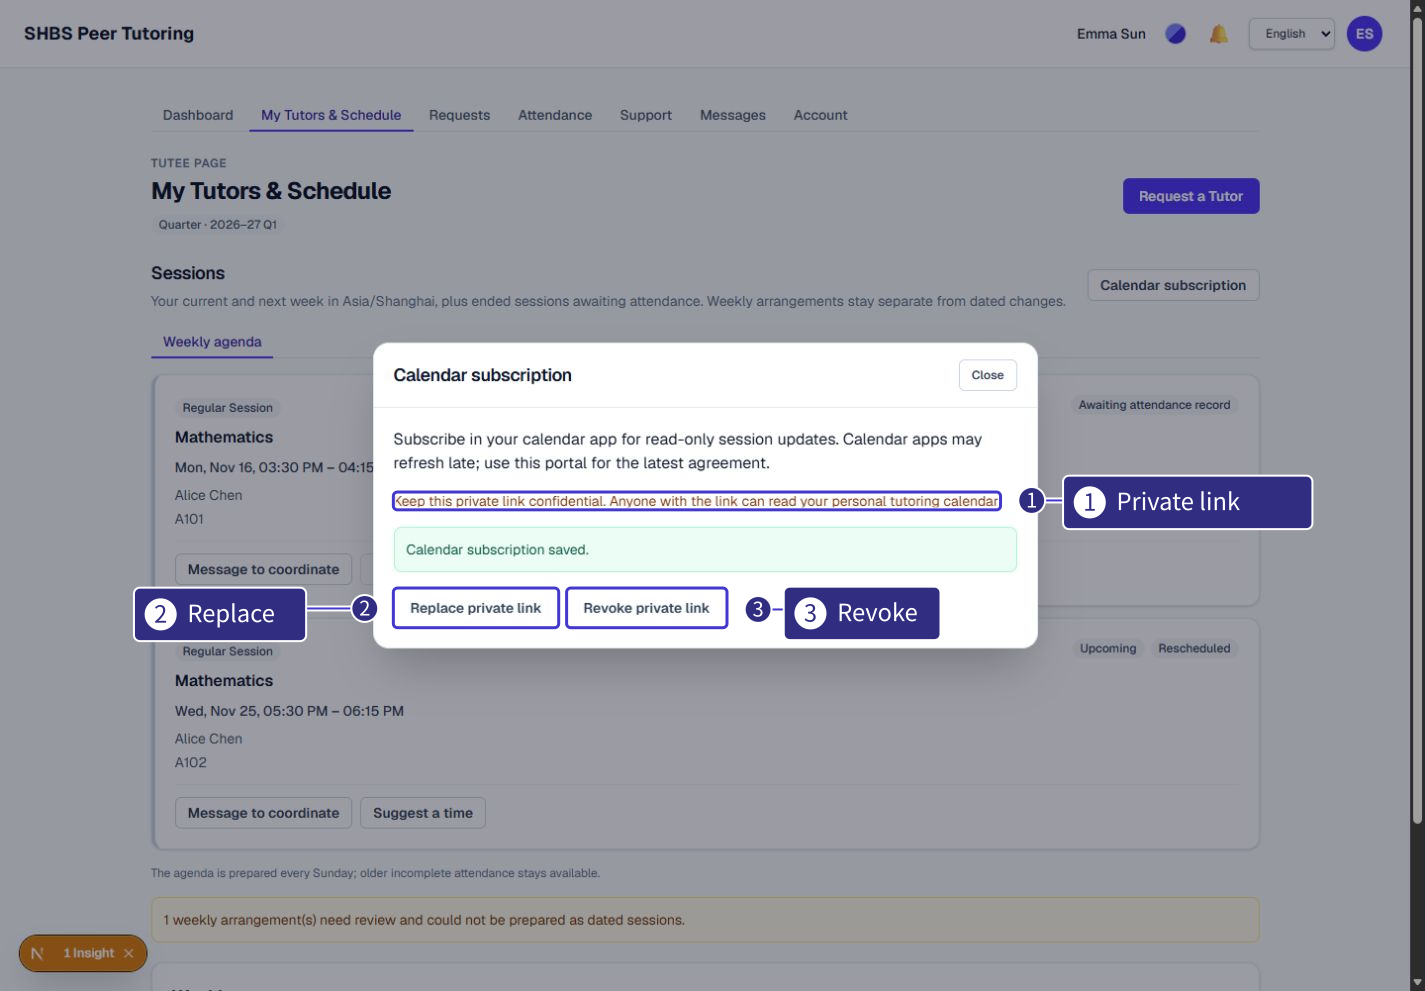 SHBS Peer Tutoring
Emma Sun
English
ES
Dashboard
My Tutors & Schedule
Requests
Attendance
Support
Messages
Account
TUTEE PAGE
My Tutors & Schedule
Request a Tutor
Quarter · 2026–27 Q1
Sessions
Your current and next week in Asia/Shanghai, plus ended sessions awaiting attendance. Weekly arrangements stay separate from dated changes.
Calendar subscription
Weekly agenda
Regular Session
Awaiting attendance record
Mathematics
Mon, Nov 16, 03:30 PM – 04:15
Alice Chen
A101
Message to coordinate
Calendar subscription
Close
Subscribe in your calendar app for read-only session updates. Calendar apps may
refresh late; use this portal for the latest agreement.
Keep this private link confidential. Anyone with the link can read your personal tutoring calendar
1
1 Private link
Calendar subscription saved.
2 Replace
2
Replace private link
Revoke private link
3
3 Revoke
Regular Session
Upcoming
Rescheduled
Mathematics
Wed, Nov 25, 05:30 PM – 06:15 PM
Alice Chen
A102
Message to coordinate
Suggest a time
The agenda is prepared every Sunday; older incomplete attendance stays available.
1 weekly arrangement(s) need review and could not be prepared as dated sessions.
N
1 Insight